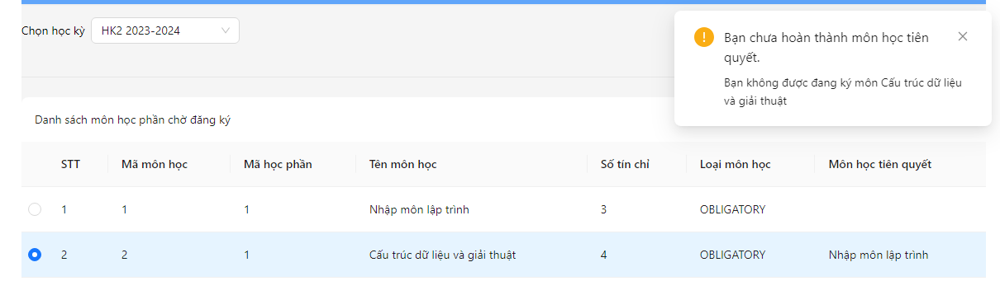 Chọn học kỳ HK2 2023-2024
Bạn chưa hoàn thành môn học tiên
quyết.
Bạn không được đang ký môn Cấu trúc dữ liệu
và giải thuật
Danh sách môn học phần chờ đăng ký
STT Mã môn học Mã học phần Tên môn học Số tín chỉ Loại môn học Môn học tiên quyết
1 1 1 Nhập môn lập trình 3 OBLIGATORY
2 2 1 Cấu trúc dữ liệu và giải thuật 4 OBLIGATORY Nhập môn lập trình